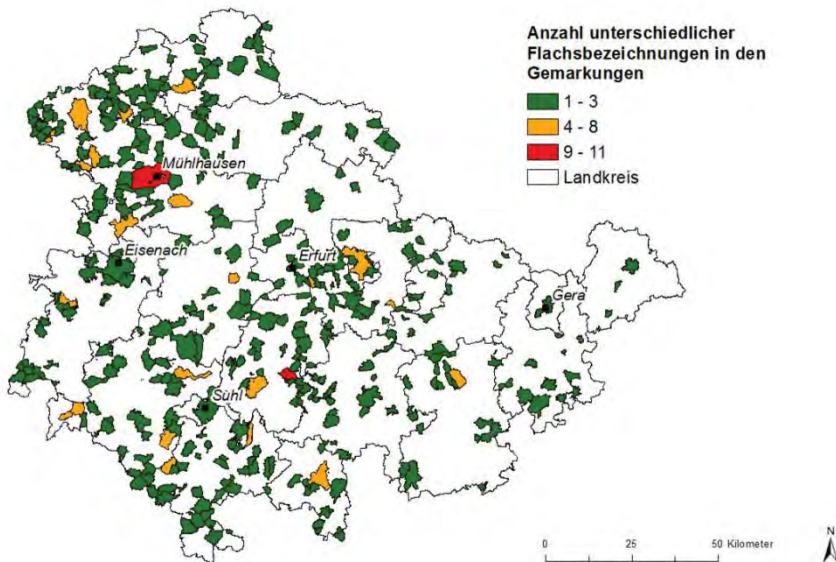 Anzahl unterschiedlicher
Flachsbezeichnungen in den
Gemarkungen
1 - 3
4 - 8
9 - 11
Landkreis
Mühlhausen
Eisenach
Erfurt
Gera
Suhl
N
0 25 50 Kilometer